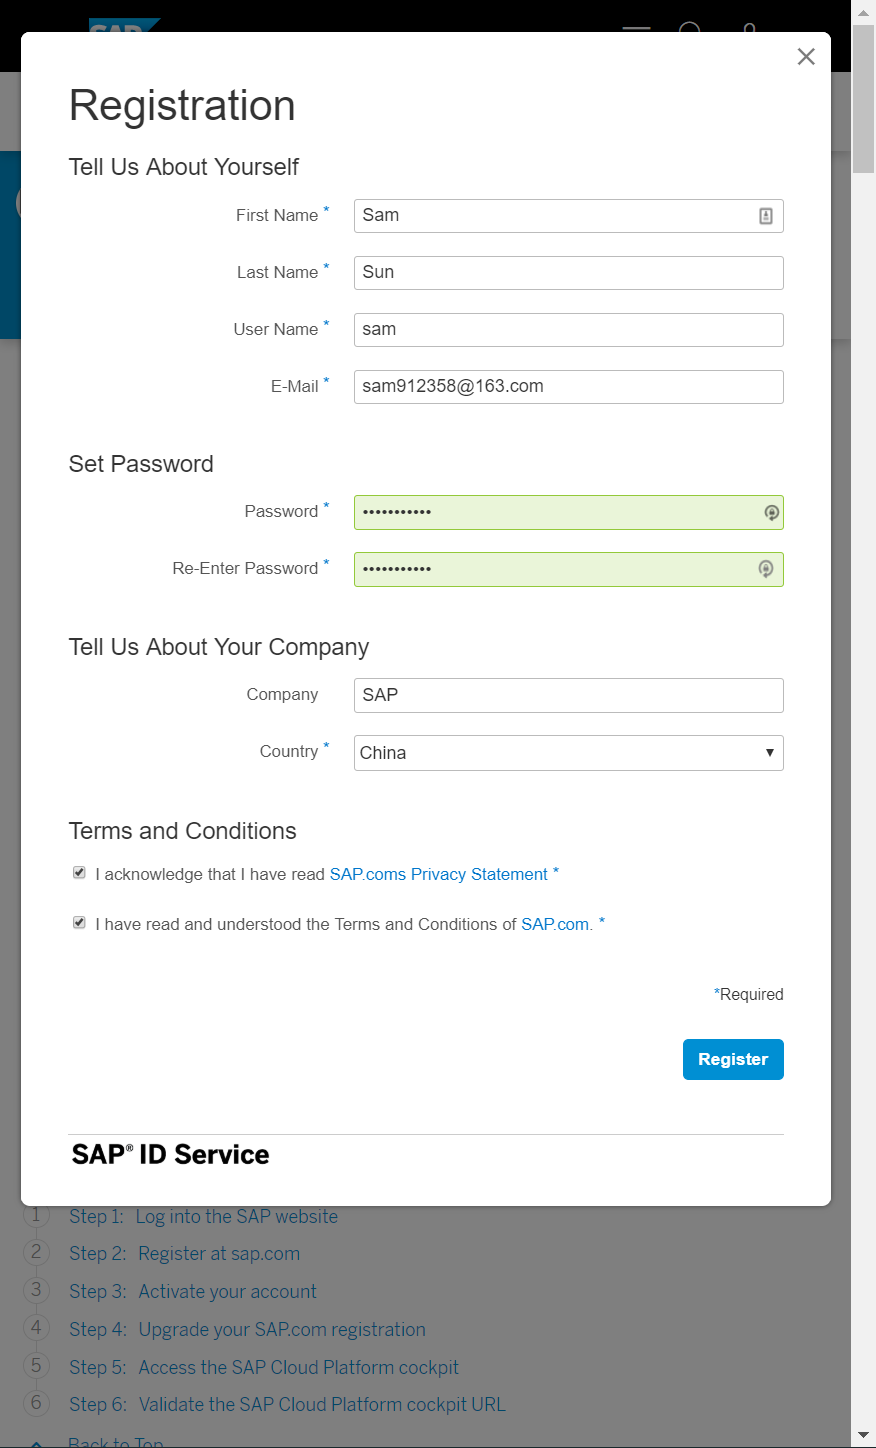 SAP
Registration
Tell Us About Yourself
First Name * Sam
Last Name * Sun
User Name * sam
E-Mail * sam912358@163.com
Set Password
Password * •••••••••••
Re-Enter Password * •••••••••••
Tell Us About Your Company
Company SAP
Country * China
Terms and Conditions
I acknowledge that I have read SAP.coms Privacy Statement *
I have read and understood the Terms and Conditions of SAP.com. *
*Required
Register
SAP® ID Service
1 Step 1: Log into the SAP website
2 Step 2: Register at sap.com
3 Step 3: Activate your account
4 Step 4: Upgrade your SAP.com registration
5 Step 5: Access the SAP Cloud Platform cockpit
6 Step 6: Validate the SAP Cloud Platform cockpit URL
Back to Top